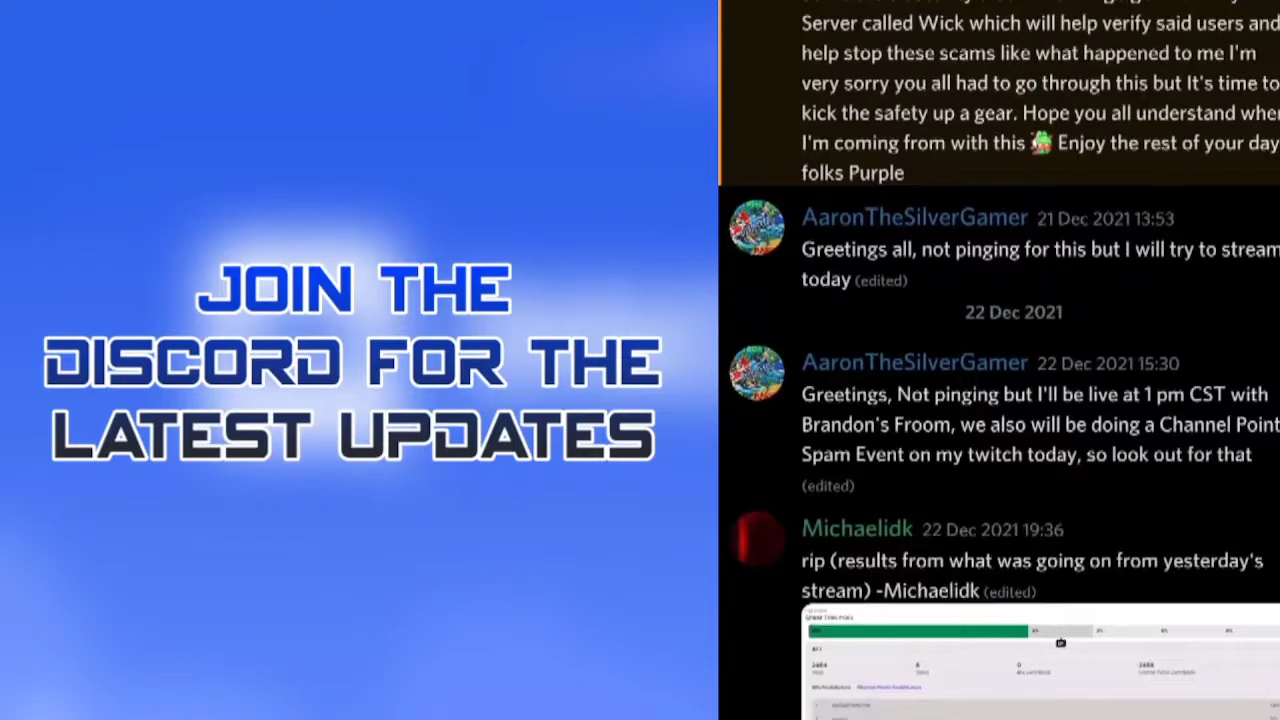 JOIN THE
DISCORD FOR THE
LATEST UPDATES
Server called Wick which will help verify said users and
help stop these scams like what happened to me I'm
very sorry you all had to go through this but It's time to
kick the safety up a gear. Hope you all understand
I'm coming from with this Enjoy the rest of your day
folks Purple
AaronTheSilverGamer 21 Dec 2021 13:53
Greetings all, not pinging for this but I will try to stream
today (edited)
22 Dec 2021
AaronTheSilverGamer 22 Dec 2021 15:30
Greetings, Not pinging but I'll be live at 1 pm CST with
Brandon's Froom, we also will be doing a Channel Point
Spam Event on my twitch today, so look out for that
(edited)
Michaelidk 22 Dec 2021 19:36
rip (results from what was going on from yesterday's
stream) -Michaelidk (edited)